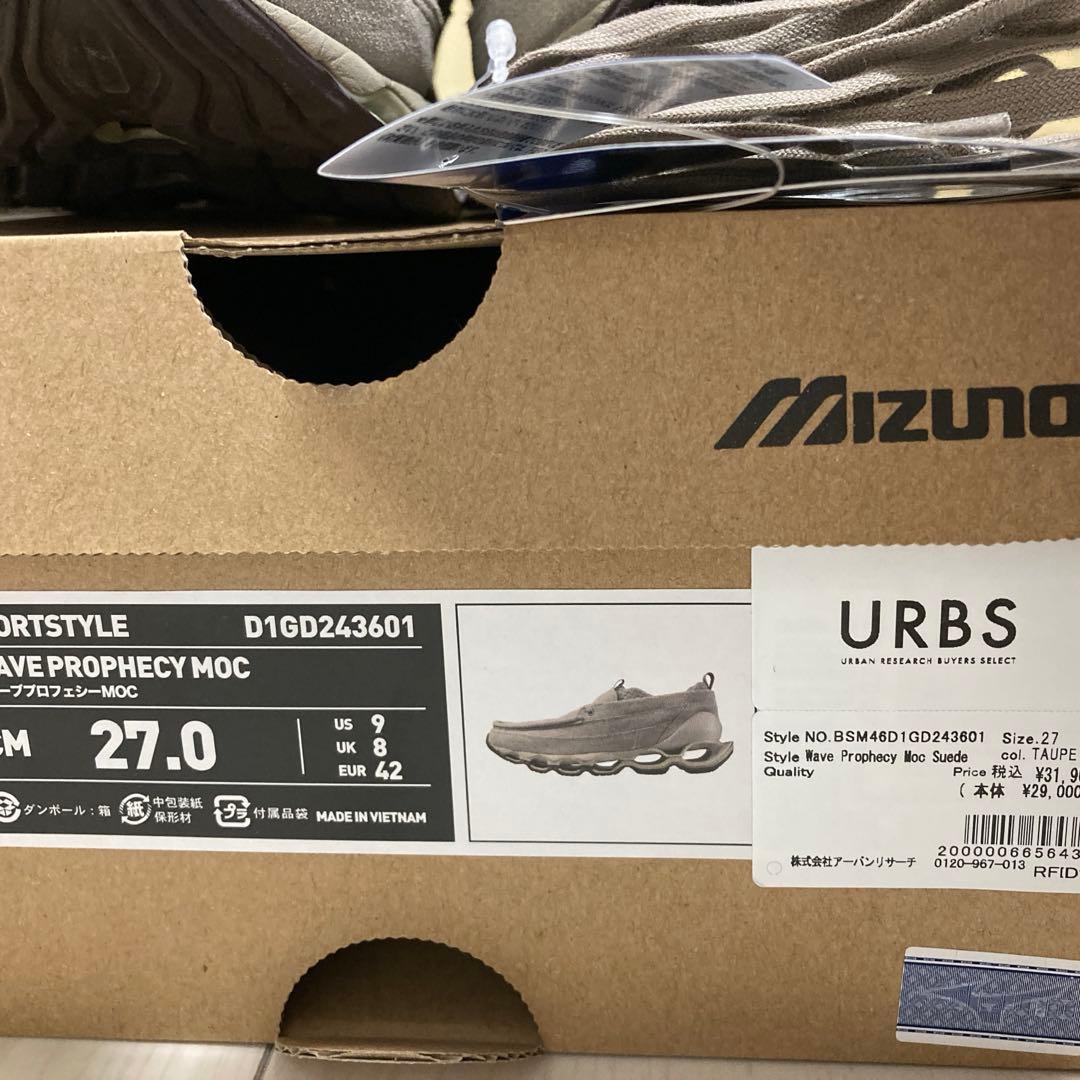 MIZUNO
ORTSTYLE D1GD243601
AVE PROPHECY MOC
ーブプロフェシーMOC
CM 27.0
US 9
UK 8
EUR 42
ダンボール：箱
紙 中包装紙
保形材
プラ 付属品袋
MADE IN VIETNAM
URBS
URBAN RESEARCH BUYERS SELECT
Style NO.BSM46D1GD243601 Size.27
Style Wave Prophecy Moc Suede col. TAUPE
Quality Price 税込 ¥31,9
( 本体 ¥29,000
200000665643
株式会社アーバンリサーチ 0120-967-013
RFID